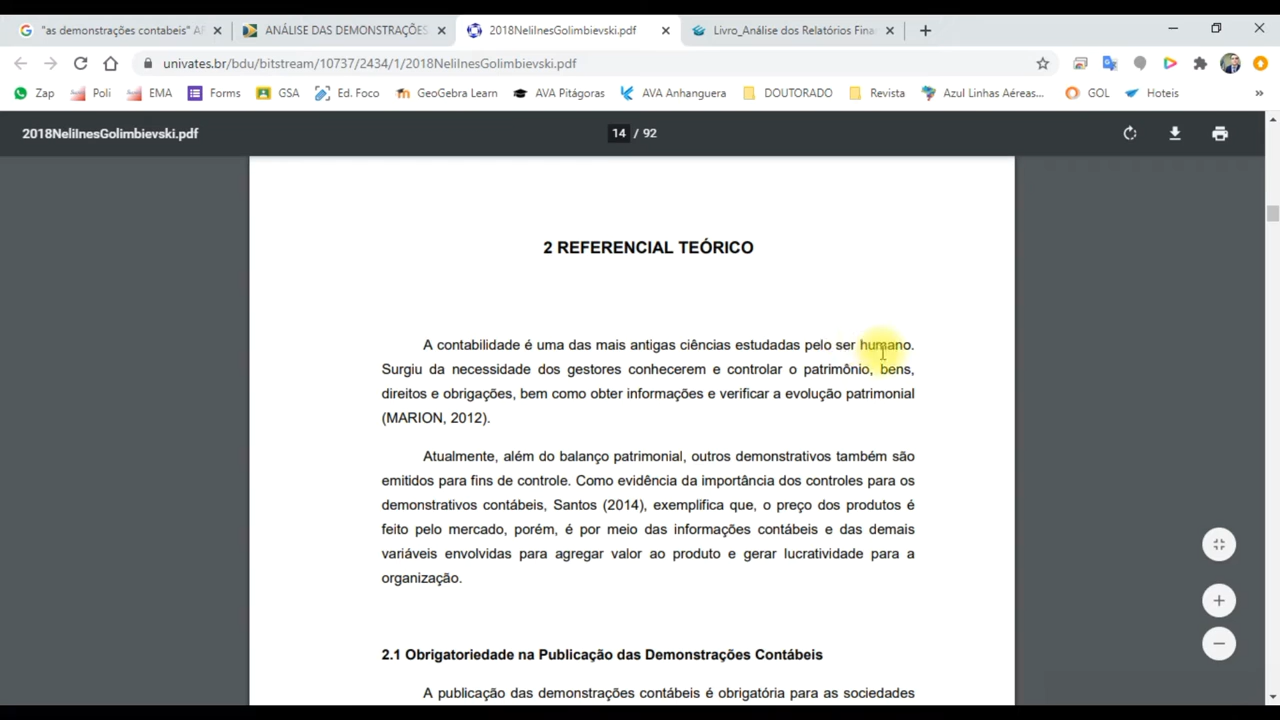 "as demonstrações contabeis" AF
ANÁLISE DAS DEMONSTRAÇÕES
2018NeliInesGolimbievski.pdf
Livro_Análise dos Relatórios Finan
univates.br/bdu/bitstream/10737/2434/1/2018NeliInesGolimbievski.pdf
Zap
Poli
EMA
Forms
GSA
Ed. Foco
GeoGebra Learn
AVA Pitágoras
AVA Anhanguera
DOUTORADO
Revista
Azul Linhas Aéreas...
GOL
Hoteis
»
2018NeliInesGolimbievski.pdf
14 / 92
2 REFERENCIAL TEÓRICO
A contabilidade é uma das mais antigas ciências estudadas pelo ser humano.
Surgiu da necessidade dos gestores conhecerem e controlar o patrimônio, bens,
direitos e obrigações, bem como obter informações e verificar a evolução patrimonial
(MARION, 2012).
Atualmente, além do balanço patrimonial, outros demonstrativos também são
emitidos para fins de controle. Como evidência da importância dos controles para os
demonstrativos contábeis, Santos (2014), exemplifica que, o preço dos produtos é
feito pelo mercado, porém, é por meio das informações contábeis e das demais
variáveis envolvidas para agregar valor ao produto e gerar lucratividade para a
organização.
2.1 Obrigatoriedade na Publicação das Demonstrações Contábeis
A publicação das demonstrações contábeis é obrigatória para as sociedades